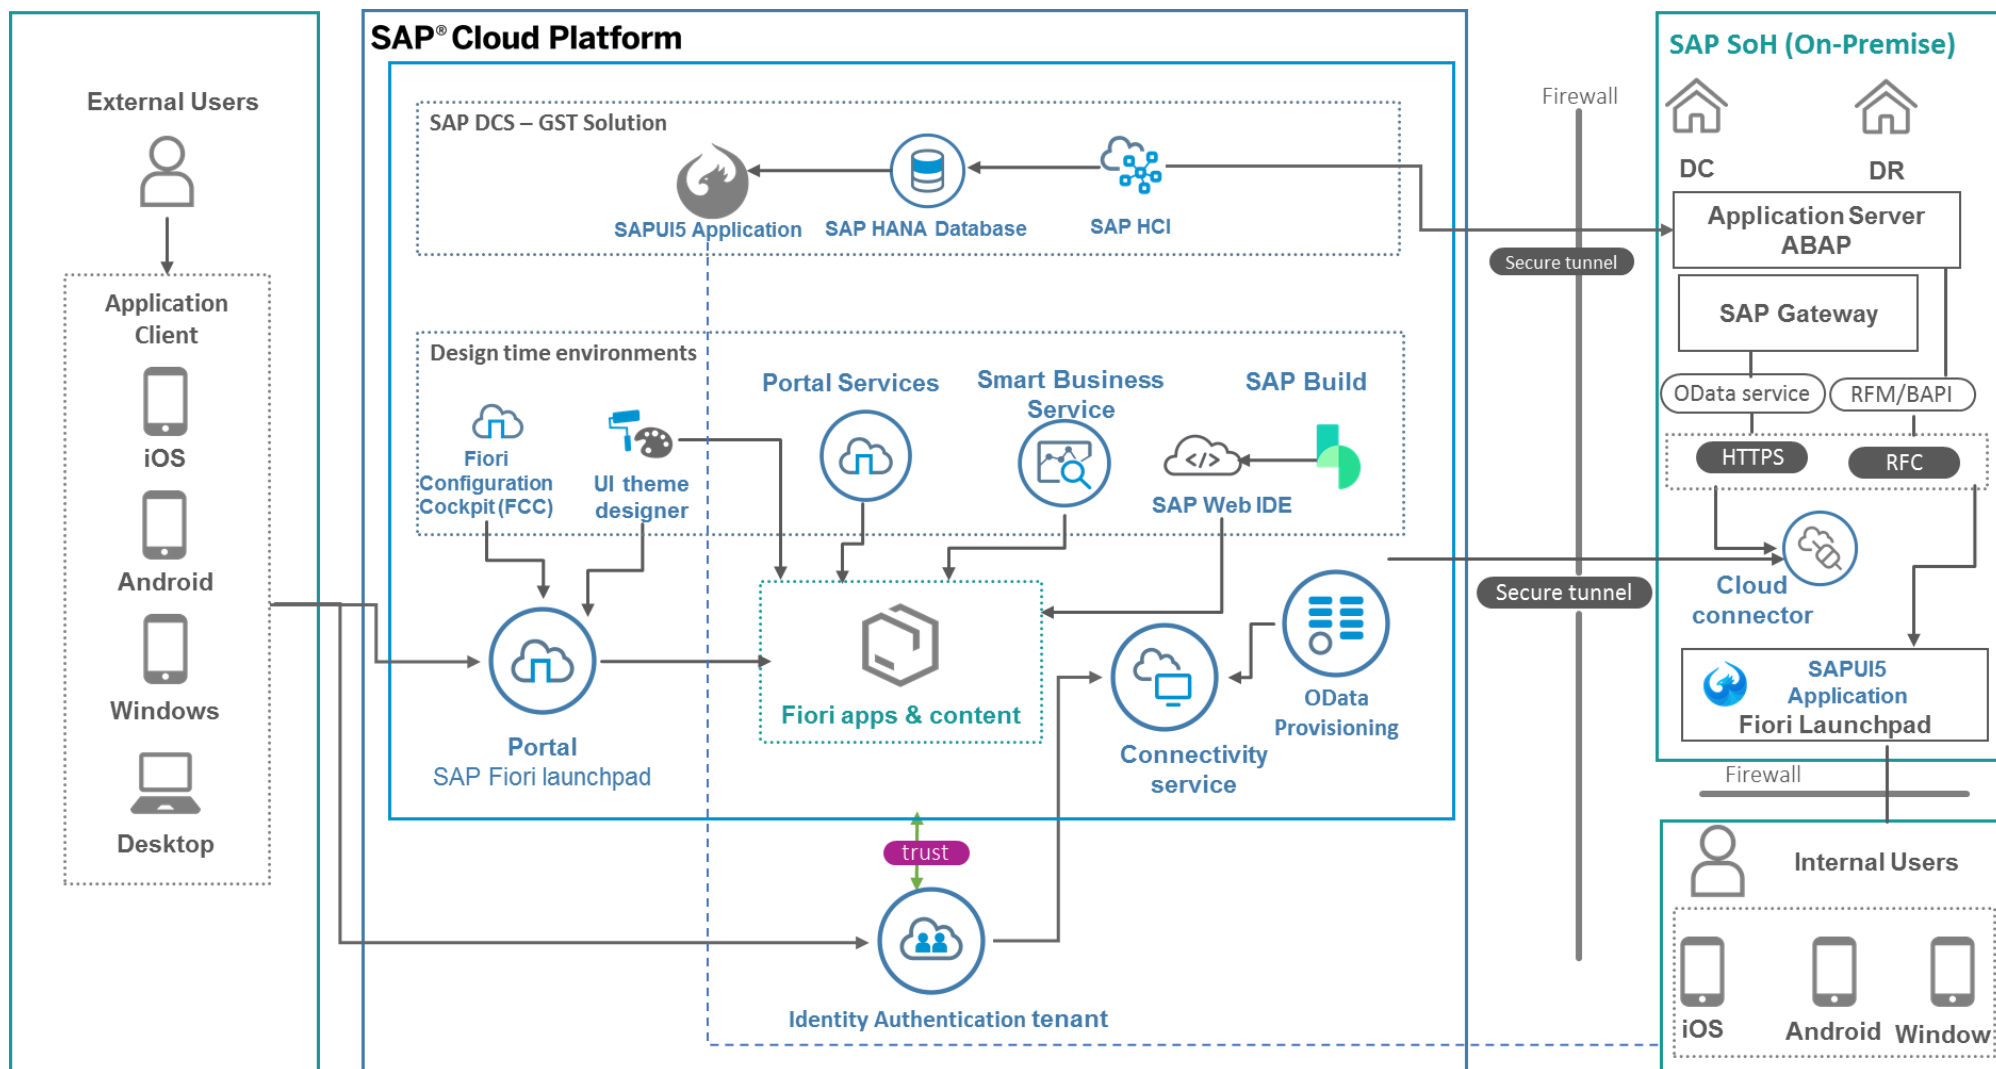 External Users
Application
Client
iOS
Android
Windows
Desktop
SAP® Cloud Platform
SAP DCS – GST Solution
SAPUI5 Application
SAP HANA Database
SAP HCI
Design time environments
Fiori
Configuration
Cockpit (FCC)
UI theme
designer
Portal Services
Smart Business
Service
SAP Build
</>
SAP Web IDE
Portal
SAP Fiori launchpad
Fiori apps & content
Connectivity
service
OData
Provisioning
trust
Identity Authentication tenant
Firewall
Secure tunnel
Secure tunnel
SAP SoH (On-Premise)
DC
DR
Application Server
ABAP
SAP Gateway
OData service
RFM/BAPI
HTTPS
RFC
Cloud
connector
SAPUI5
Application
Fiori Launchpad
Firewall
Internal Users
iOS
Android
Window